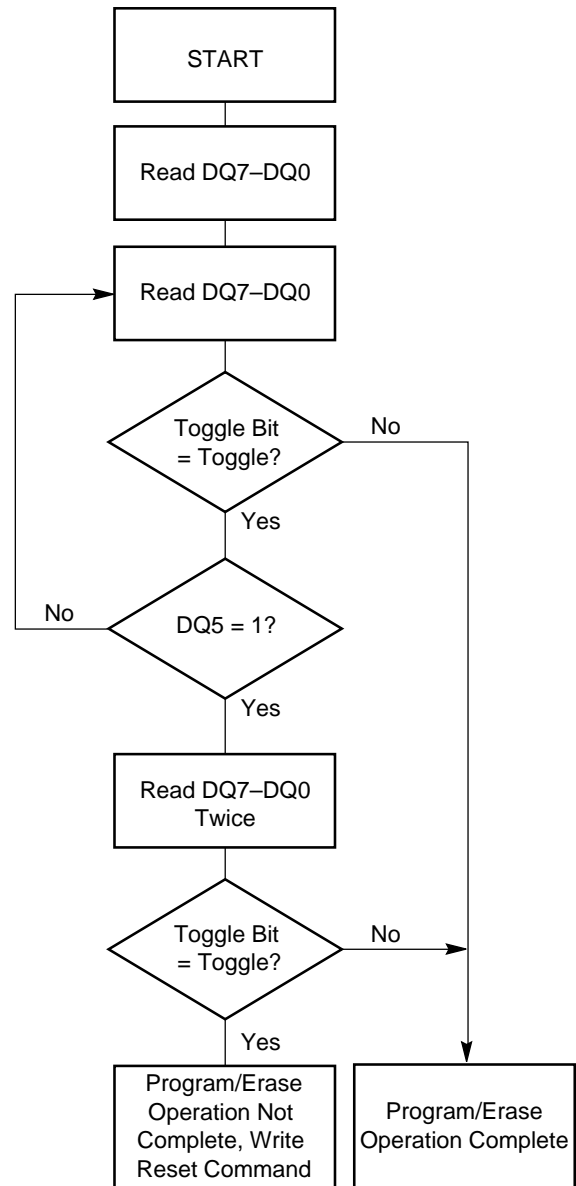 START
Read DQ7–DQ0
Read DQ7–DQ0
Toggle Bit
= Toggle?
No
Yes
No
DQ5 = 1?
Yes
Read DQ7–DQ0
Twice
Toggle Bit
= Toggle?
No
Yes
Program/Erase
Operation Not
Complete, Write
Reset Command
Program/Erase
Operation Complete